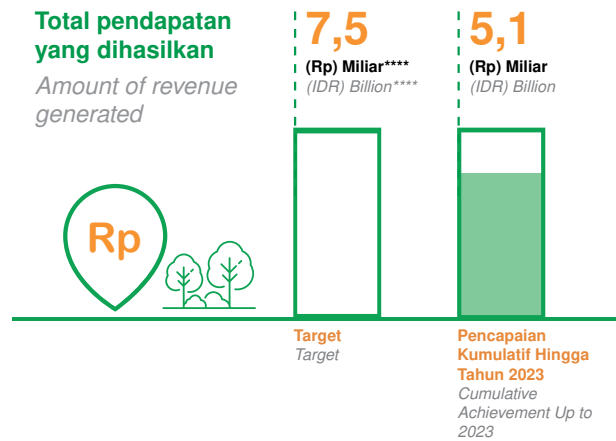 Total pendapatan
yang dihasilkan
Amount of revenue
generated
7,5
(Rp) Miliar****
(IDR) Billion****
5,1
(Rp) Miliar
(IDR) Billion
Rp
Target
Target
Pencapaian
Kumulatif Hingga
Tahun 2023
Cumulative
Achievement Up to
2023